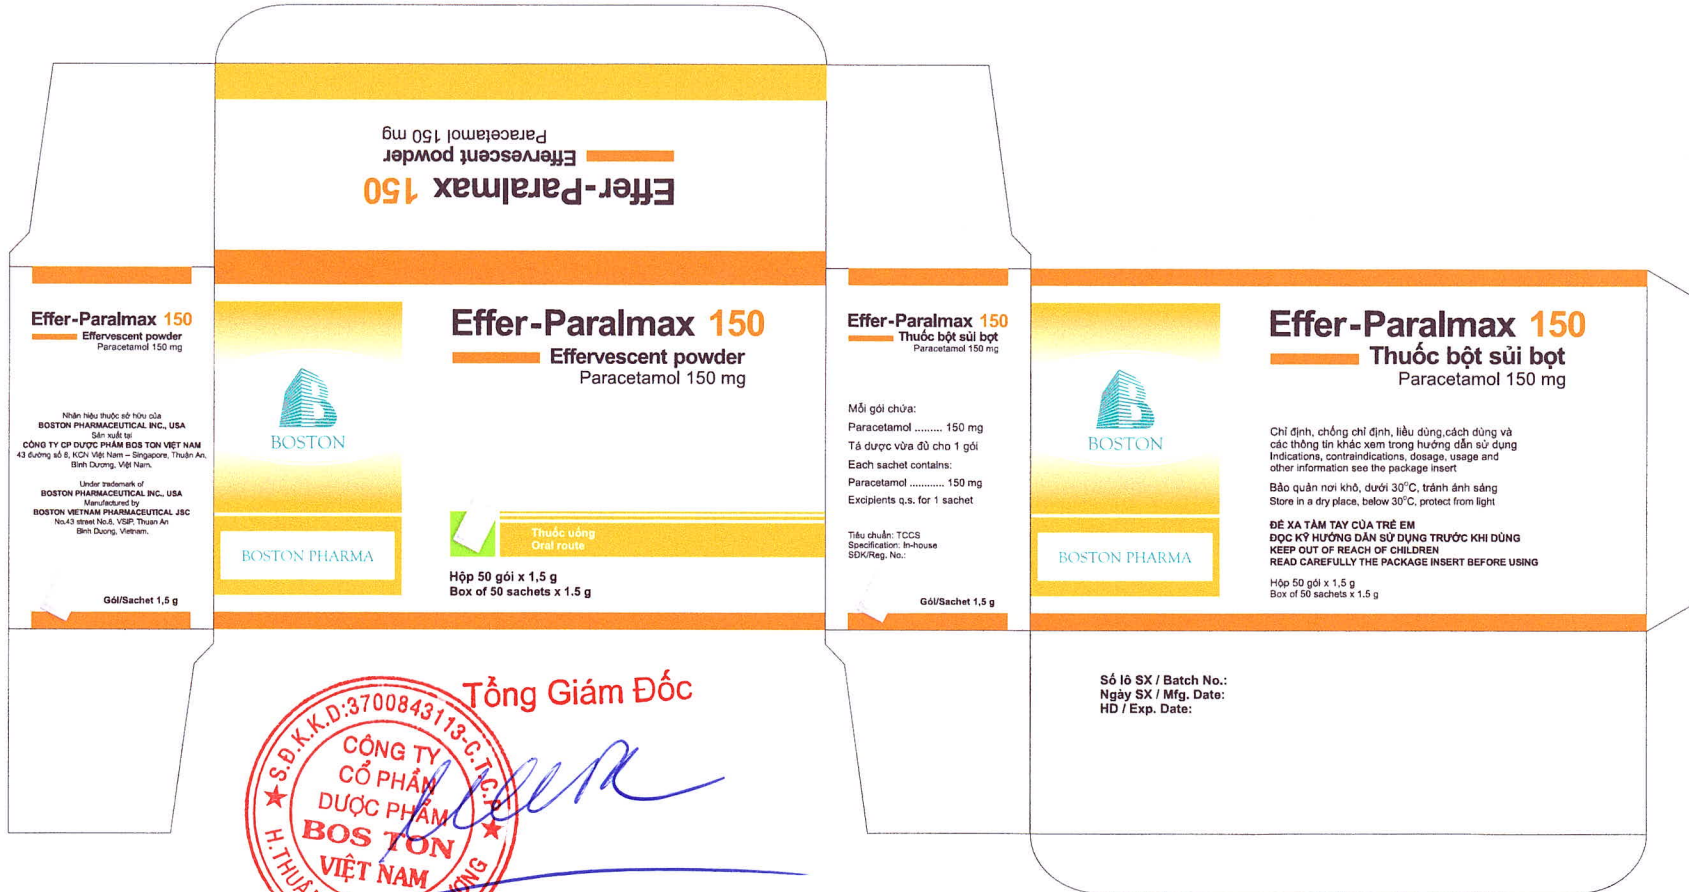 Effer-Paralmax 150
Effervescent powder
Paracetamol 150 mg
Effer-Paralmax 150
Effervescent powder
Paracetamol 150 mg
Nhãn hiệu thuộc sở hữu của
BOSTON PHARMACEUTICAL INC., USA
Sản xuất tại
CÔNG TY CP DƯỢC PHẨM BOS TON VIỆT NAM
43 đường số 8, KCN Việt Nam – Singapore, Thuận An,
Bình Dương, Việt Nam.
Under trademark of
BOSTON PHARMACEUTICAL INC., USA
Manufactured by
BOSTON VIETNAM PHARMACEUTICAL JSC
No.43 street No.8, VSIP, Thuan An
Binh Duong, Vietnam.
Gói/Sachet 1,5 g
BOSTON
BOSTON PHARMA
Effer-Paralmax 150
Effervescent powder
Paracetamol 150 mg
Thuốc uống
Oral route
Hộp 50 gói x 1,5 g
Box of 50 sachets x 1.5 g
Effer-Paralmax 150
Thuốc bột sủi bọt
Paracetamol 150 mg
Mỗi gói chứa:
Paracetamol ......... 150 mg
Tá dược vừa đủ cho 1 gói
Each sachet contains:
Paracetamol ............ 150 mg
Excipients q.s. for 1 sachet
Tiêu chuẩn: TCCS
Specification: In-house
SĐK/Reg. No.:
Gói/Sachet 1,5 g
BOSTON
BOSTON PHARMA
Effer-Paralmax 150
Thuốc bột sủi bọt
Paracetamol 150 mg
Chỉ định, chống chỉ định, liều dùng,cách dùng và
các thông tin khác xem trong hướng dẫn sử dụng
Indications, contraindications, dosage, usage and
other information see the package insert
Bảo quản nơi khô, dưới 30°C, tránh ánh sáng
Store in a dry place, below 30°C, protect from light
ĐỂ XA TẦM TAY CỦA TRẺ EM
ĐỌC KỸ HƯỚNG DẪN SỬ DỤNG TRƯỚC KHI DÙNG
KEEP OUT OF REACH OF CHILDREN
READ CAREFULLY THE PACKAGE INSERT BEFORE USING
Hộp 50 gói x 1,5 g
Box of 50 sachets x 1.5 g
Số lô SX / Batch No.:
Ngày SX / Mfg. Date:
HD / Exp. Date:
Tổng Giám Đốc
S.Đ.K.K.D:3700843113-C.T.C.P
CÔNG TY
CỔ PHẦN
DƯỢC PHẨM
BOS TON
VIỆT NAM